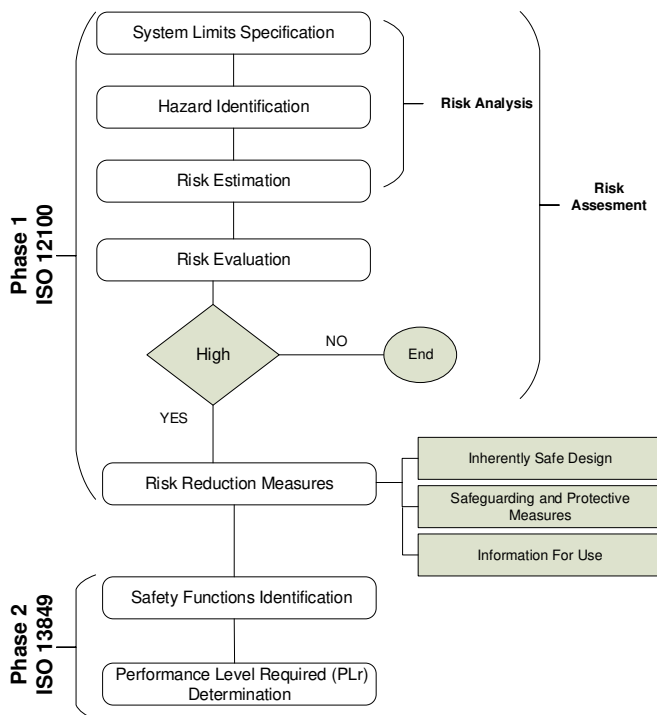 System Limits Specification
Hazard Identification
Risk Analysis
Risk Estimation
Risk
Assesment
Phase 1
ISO 12100
Risk Evaluation
High
NO
End
YES
Risk Reduction Measures
Inherently Safe Design
Safeguarding and Protective
Measures
Information For Use
Phase 2
ISO 13849
Safety Functions Identification
Performance Level Required (PLr)
Determination